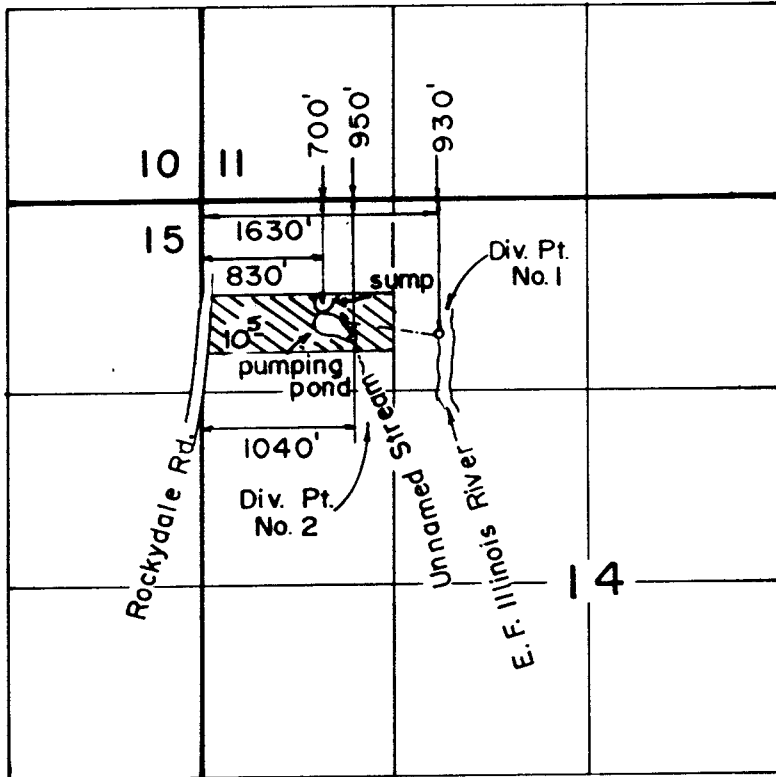 700'
950'
930'
10
11
15
1630'
830'
Div. Pt.
No. 1
sump
10.5
pumping
pond
1040'
Div. Pt.
No. 2
Rockydale Rd.
Unnamed Stream
E. F. Illinois River
14